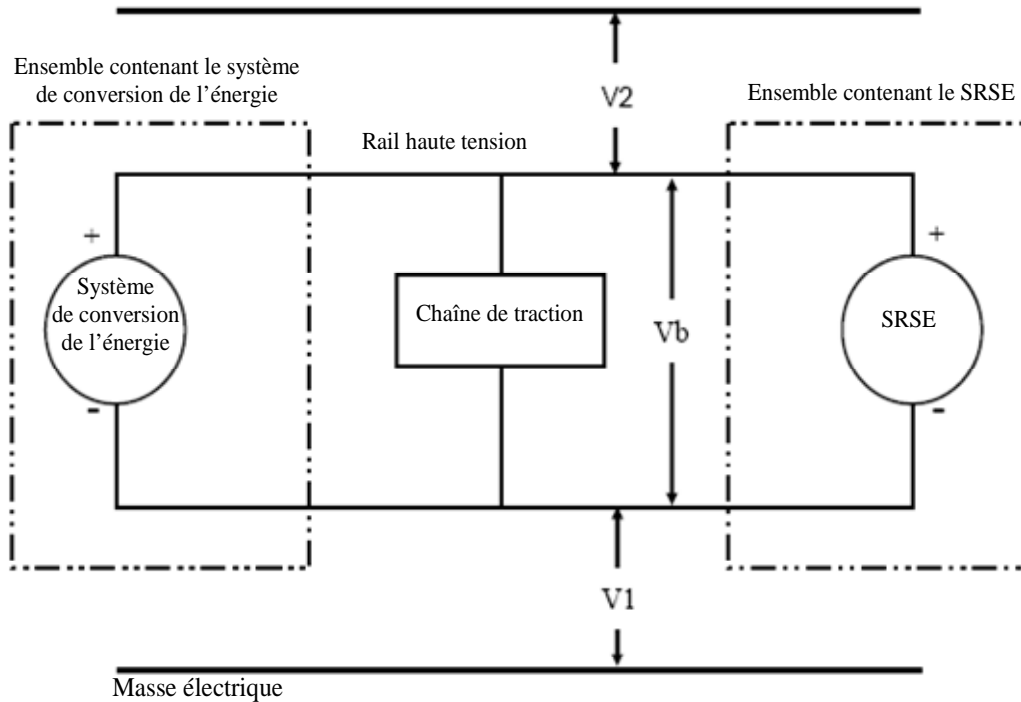 Ensemble contenant le système
de conversion de l’énergie
V2
Ensemble contenant le SRSE
Rail haute tension
+
+
Système
de conversion
de l’énergie
Chaîne de traction
Vb
SRSE
-
-
V1
Masse électrique